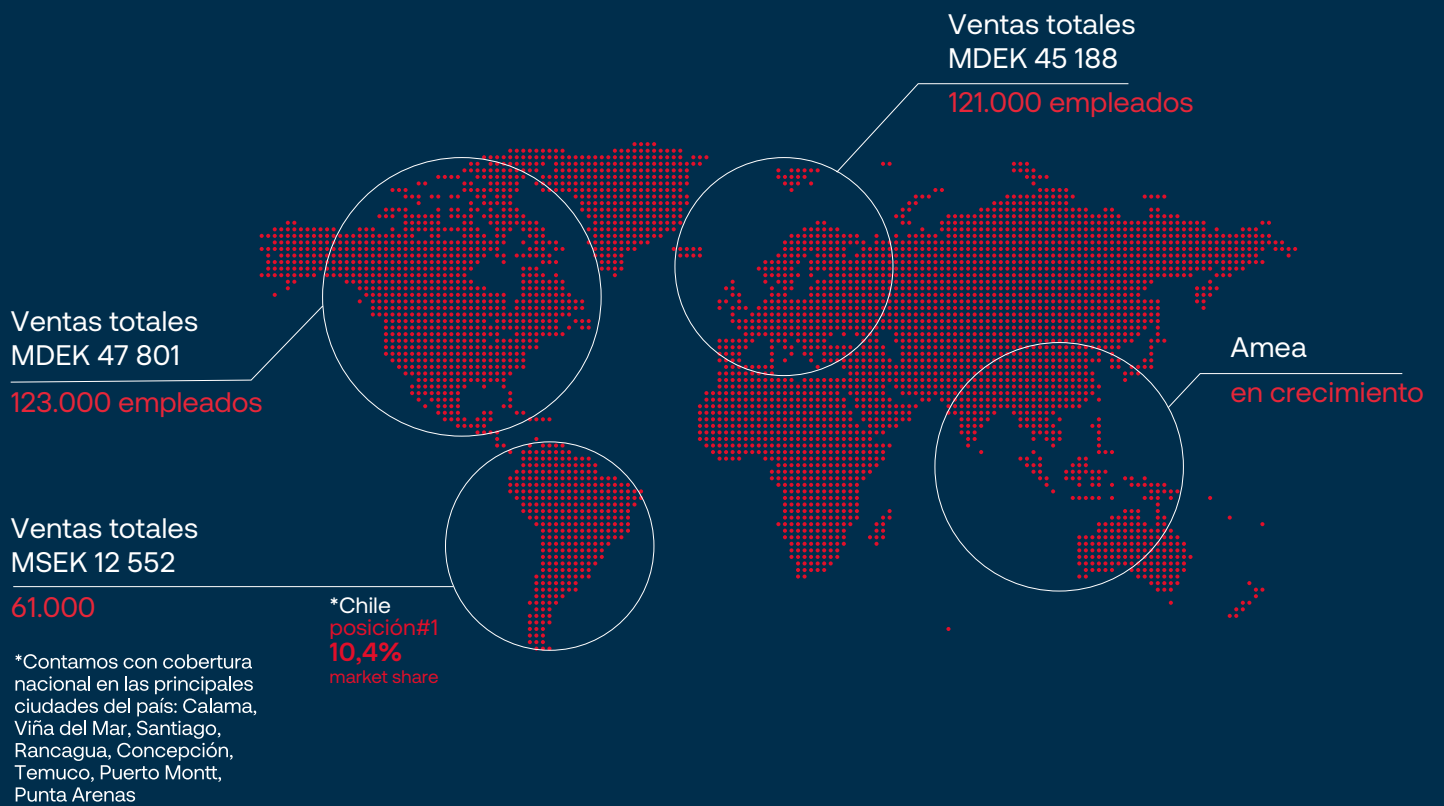 Ventas totales
MDEK 45 188
121.000 empleados
Ventas totales
MDEK 47 801
123.000 empleados
Amea
en crecimiento
Ventas totales
MSEK 12 552
61.000
*Chile
posición#1
10,4%
market share
*Contamos con cobertura
nacional en las principales
ciudades del país: Calama,
Viña del Mar, Santiago,
Rancagua, Concepción,
Temuco, Puerto Montt,
Punta Arenas